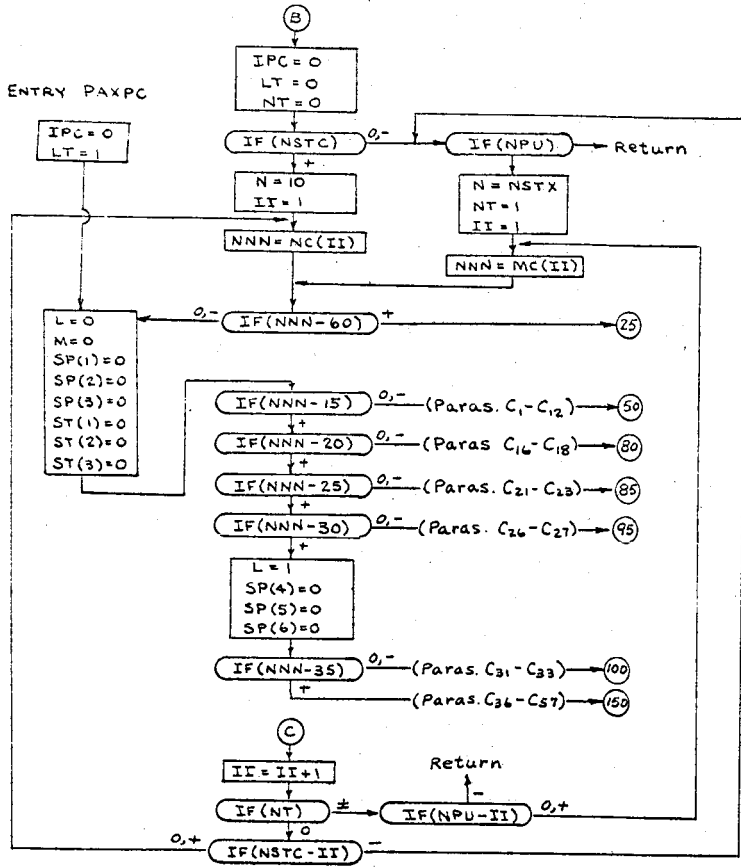 B
IPC=0
LT=0
NT=0
ENTRY PAXPC
IPC=0
LT=1
IF(NSTC)
0,-
IF(NPU)
Return
+
N=10
II=1
N=NSTX
NT=1
II=1
NNN=NC(II)
NNN=MC(II)
0,-
IF(NNN-60)
+
25
L=0
M=0
SP(1)=0
SP(2)=0
SP(3)=0
ST(1)=0
ST(2)=0
ST(3)=0
IF(NNN-15)
0,-
(Paras. C1-C12)
50
+
IF(NNN-20)
0,-
(Paras C16-C18)
80
+
IF(NNN-25)
0,-
(Paras. C21-C23)
85
+
IF(NNN-30)
0,-
(Paras. C26-C27)
95
+
L=1
SP(4)=0
SP(5)=0
SP(6)=0
IF(NNN-35)
0,-
(Paras. C31-C33)
100
+
(Paras. C36-C57)
150
C
II=II+1
Return
-
IF(NT)
±
IF(NPU-II)
0,+
0
0,+
IF(NSTC-II)
-